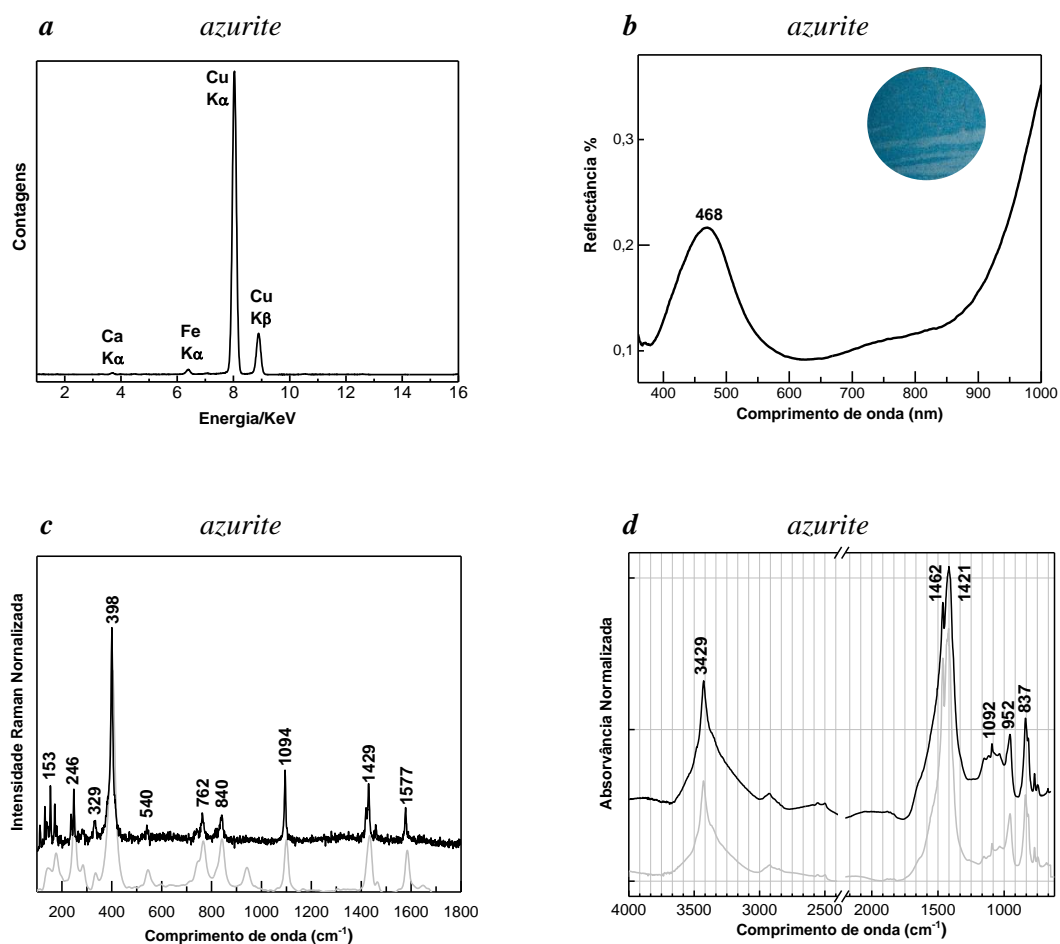 a azurite
Cu
Kα
Cu
Kβ
Fe
Kα
Ca
Kα
Contagens
2 4 6 8 10 12 14 16
Energia/KeV
b azurite
0,3
0,2
0,1
468
Reflectância %
400 500 600 700 800 900 1000
Comprimento de onda (nm)
c azurite
Intensidade Raman Nornalizada
153
246
329
398
540
762
840
1094
1429
1577
200 400 600 800 1000 1200 1400 1600 1800
Comprimento de onda (cm⁻¹)
d azurite
Absorvância Normalizada
3429
1462
1421
1092
952
837
4000 3500 3000 2500 2000 1500 1000
Comprimento de onda (cm⁻¹)